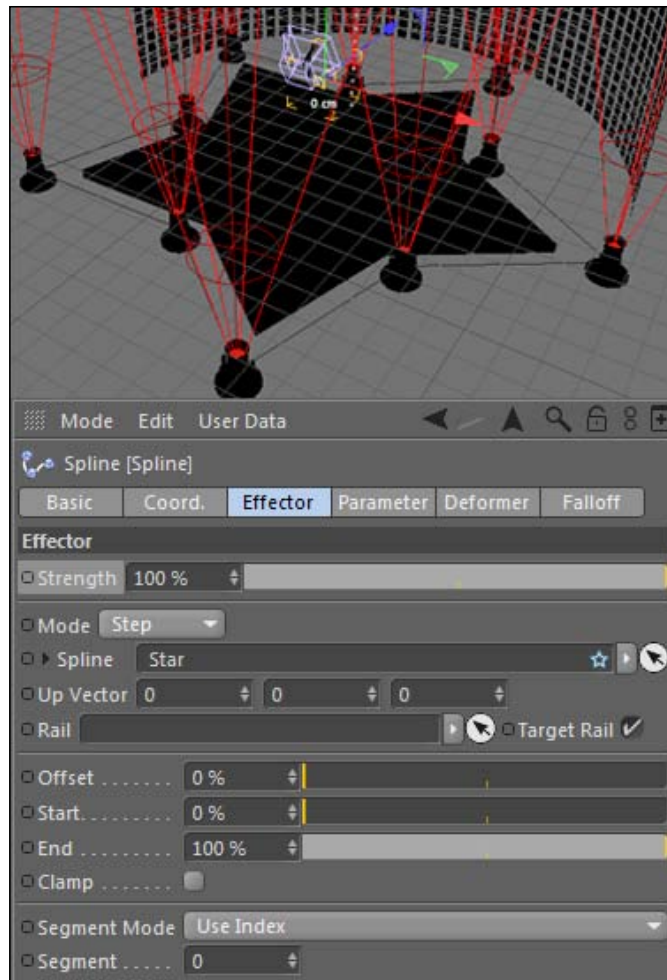 0 cm
Mode Edit User Data
Spline [Spline]
Basic Coord. Effector Parameter Deformer Falloff
Effector
Strength 100 %
Mode Step
Spline Star
Up Vector 0 0 0
Rail Target Rail
Offset . . . . . . . 0 %
Start. . . . . . . . . 0 %
End . . . . . . . . . 100 %
Clamp . . . . . . .
Segment Mode Use Index
Segment . . . . . 0